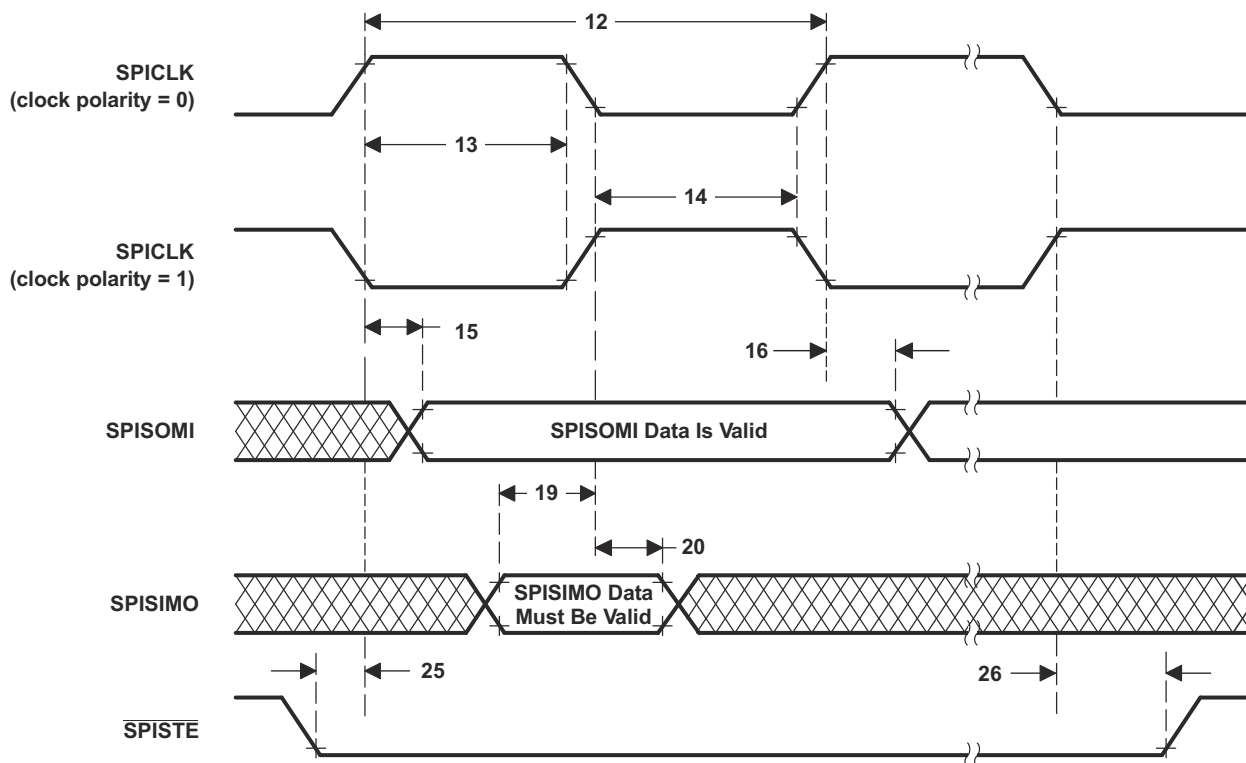 12
SPICLK
(clock polarity = 0)
13
14
SPICLK
(clock polarity = 1)
15
16
SPISOMI
SPISOMI Data Is Valid
19
20
SPISIMO
SPISIMO Data
Must Be Valid
25
26
SPISTE